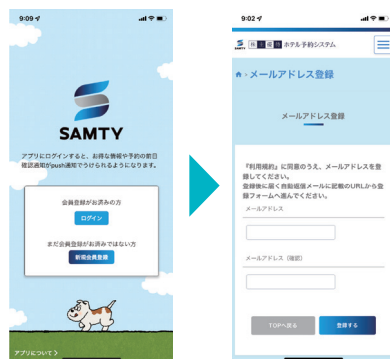 9:09
SAMTY
アプリにログインすると、お得な情報や予約の前日
確認通知がpush通知でうけられるようになります。
会員登録がお済みの方
ログイン
まだ会員登録がお済みではない方
新規会員登録
アプリについて >
9:02
SAMTY 株主優待 ホテル予約システム
メールアドレス登録
メールアドレス登録
『利用規約』に同意のうえ、メールアドレスを登
録してください。
登録後に届く自動返信メールに記載のURLから登
録フォームへ進んでください。
メールアドレス
メールアドレス（確認）
TOPへ戻る
登録する